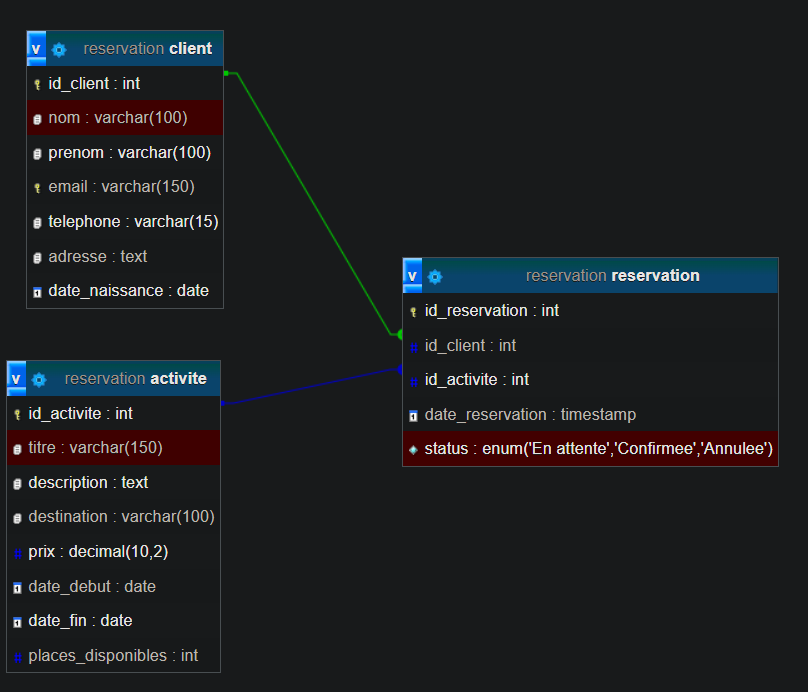 v reservation client
id_client : int
nom : varchar(100)
prenom : varchar(100)
email : varchar(150)
telephone : varchar(15)
adresse : text
date_naissance : date
v reservation activite
id_activite : int
titre : varchar(150)
description : text
destination : varchar(100)
prix : decimal(10,2)
date_debut : date
date_fin : date
places_disponibles : int
v reservation reservation
id_reservation : int
id_client : int
id_activite : int
date_reservation : timestamp
status : enum('En attente','Confirmee','Annulee')